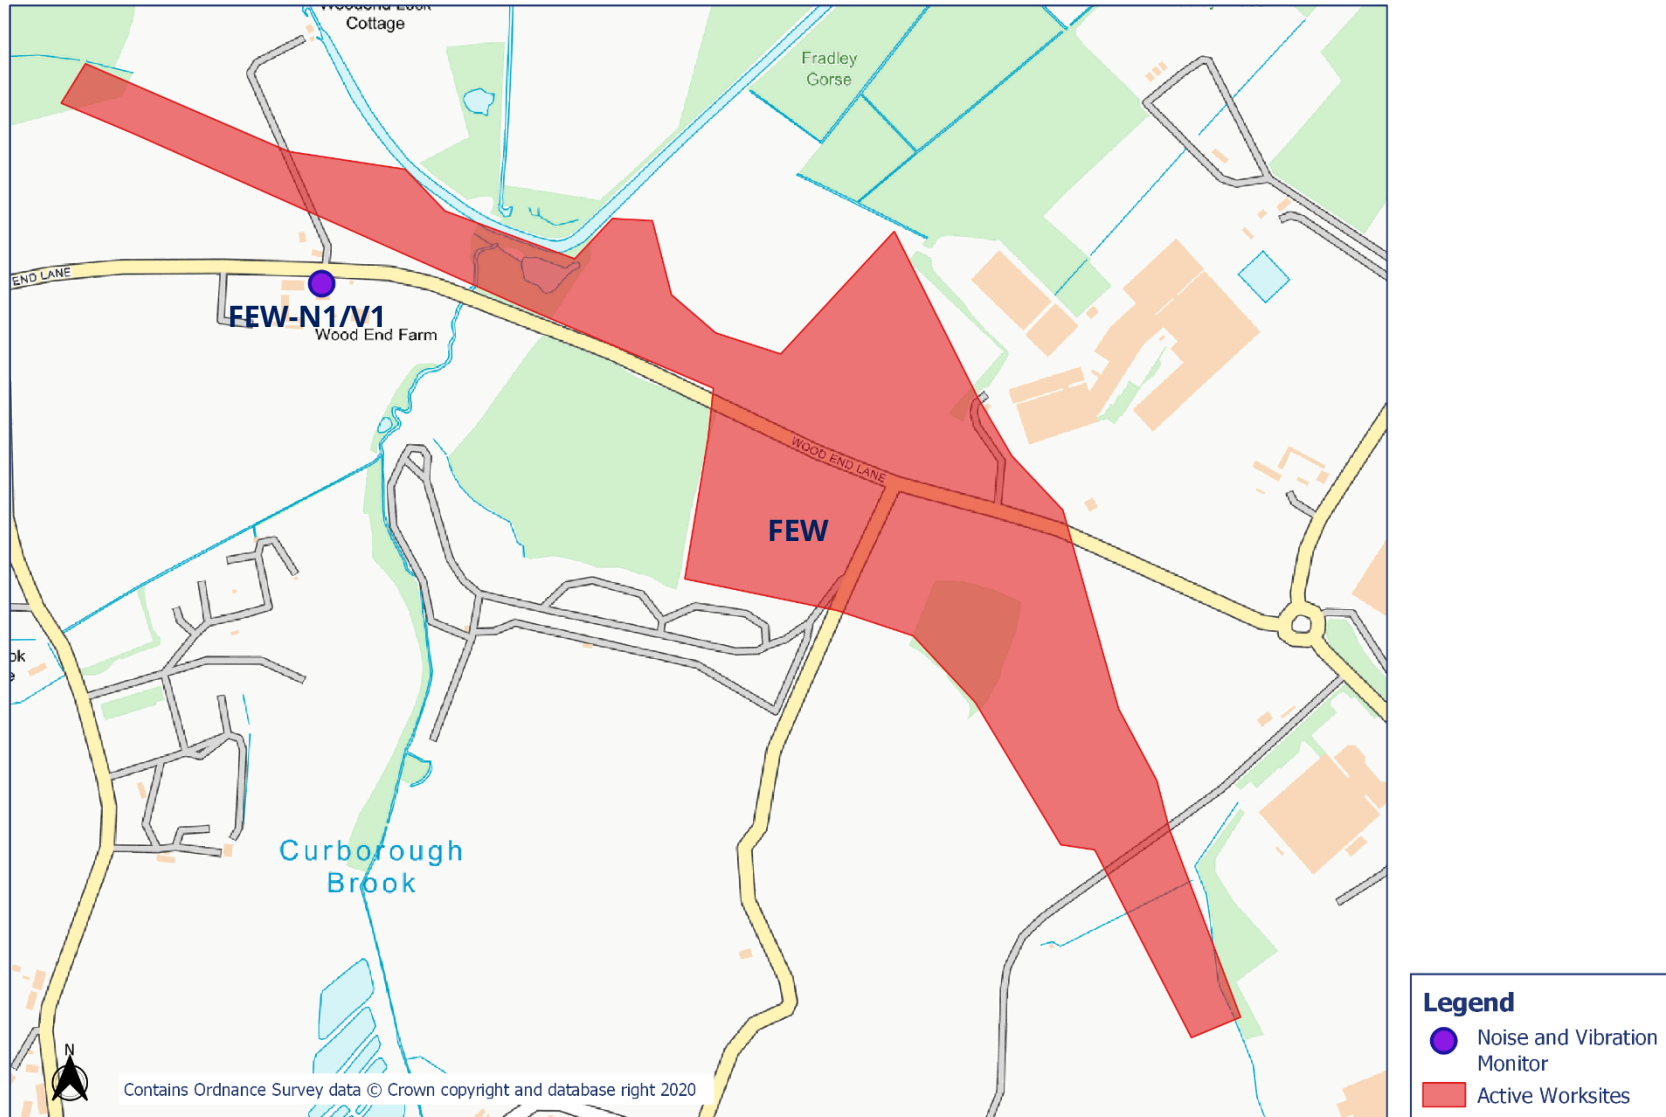 Cottage
Fradley
Gorse
END LANE
FEW-N1/V1
Wood End Farm
WOOD END LANE
FEW
Curborough
Brook
N
Contains Ordnance Survey data © Crown copyright and database right 2020
Legend
Noise and Vibration
Monitor
Active Worksites